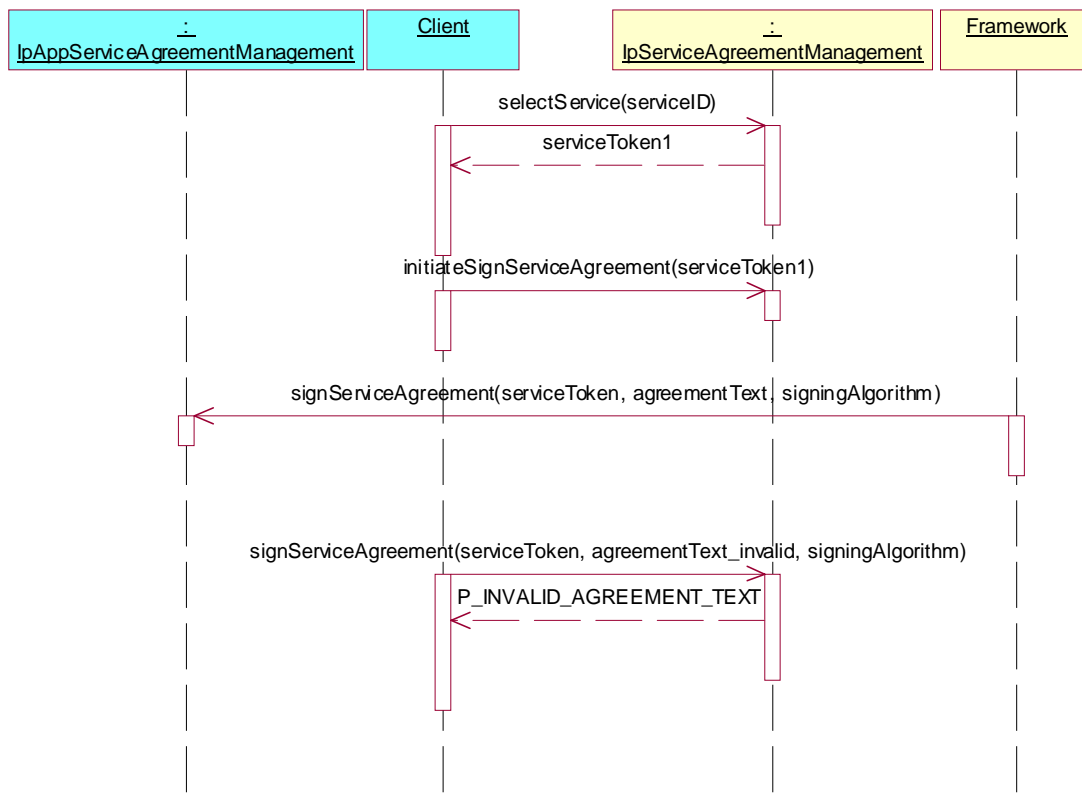 :
IpAppServiceAgreementManagement
Client
:
IpServiceAgreementManagement
Framework
selectService(serviceID)
serviceToken1
initiateSignServiceAgreement(serviceToken1)
signServiceAgreement(serviceToken, agreementText, signingAlgorithm)
signServiceAgreement(serviceToken, agreementText_invalid, signingAlgorithm)
P_INVALID_AGREEMENT_TEXT